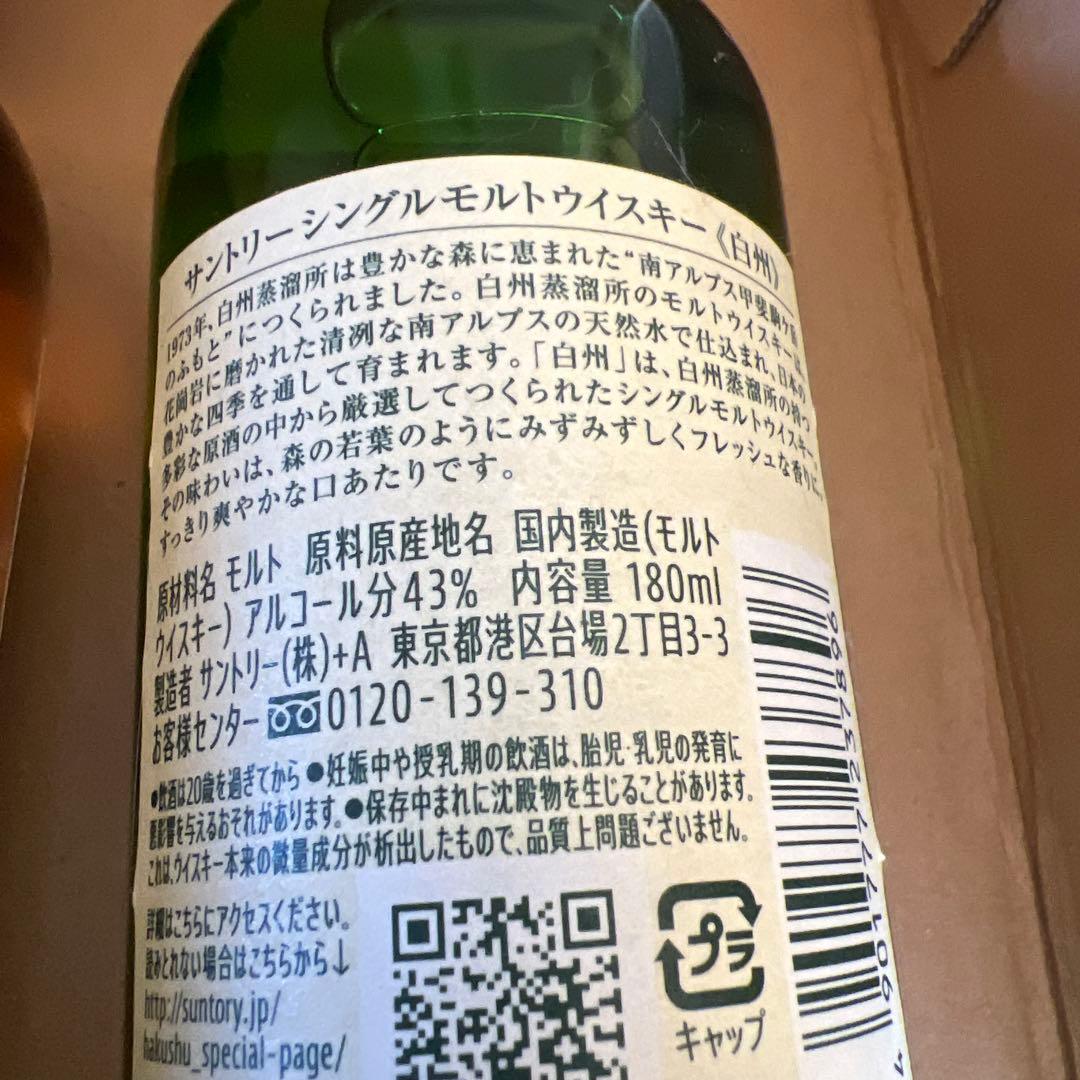 サントリーシングルモルトウイスキー《白州》
1973年、白州蒸溜所は豊かな森に恵まれた“南アルプス甲斐駒ケ岳
のふもと”につくられました。白州蒸溜所のモルトウイスキーは、
花崗岩に磨かれた清冽な南アルプスの天然水で仕込まれ、日本の
豊かな四季を通して育まれます。「白州」は、白州蒸溜所の持つ
多彩な原酒の中から厳選してつくられたシングルモルトウイスキー。
その味わいは、森の若葉のようにみずみずしくフレッシュな香りに、
すっきり爽やかな口あたりです。
原材料名 モルト 原料原産地名 国内製造(モルト
ウイスキー) アルコール分43% 内容量 180ml
製造者 サントリー(株)+A 東京都港区台場2丁目3-3
お客様センター 0120-139-310
●飲酒は20歳を過ぎてから ●妊娠中や授乳期の飲酒は、胎児・乳児の発育に
悪影響を与えるおそれがあります。●保存中まれに沈殿物を生じることがあります。
これは、ウイスキー本来の微量成分が析出したもので、品質上問題ございません。
詳細はこちらにアクセスください。
読みとれない場合はこちらから↓
http://suntory.jp/
hakushu_special-page/
プラ
キャップ
4 901777 237896